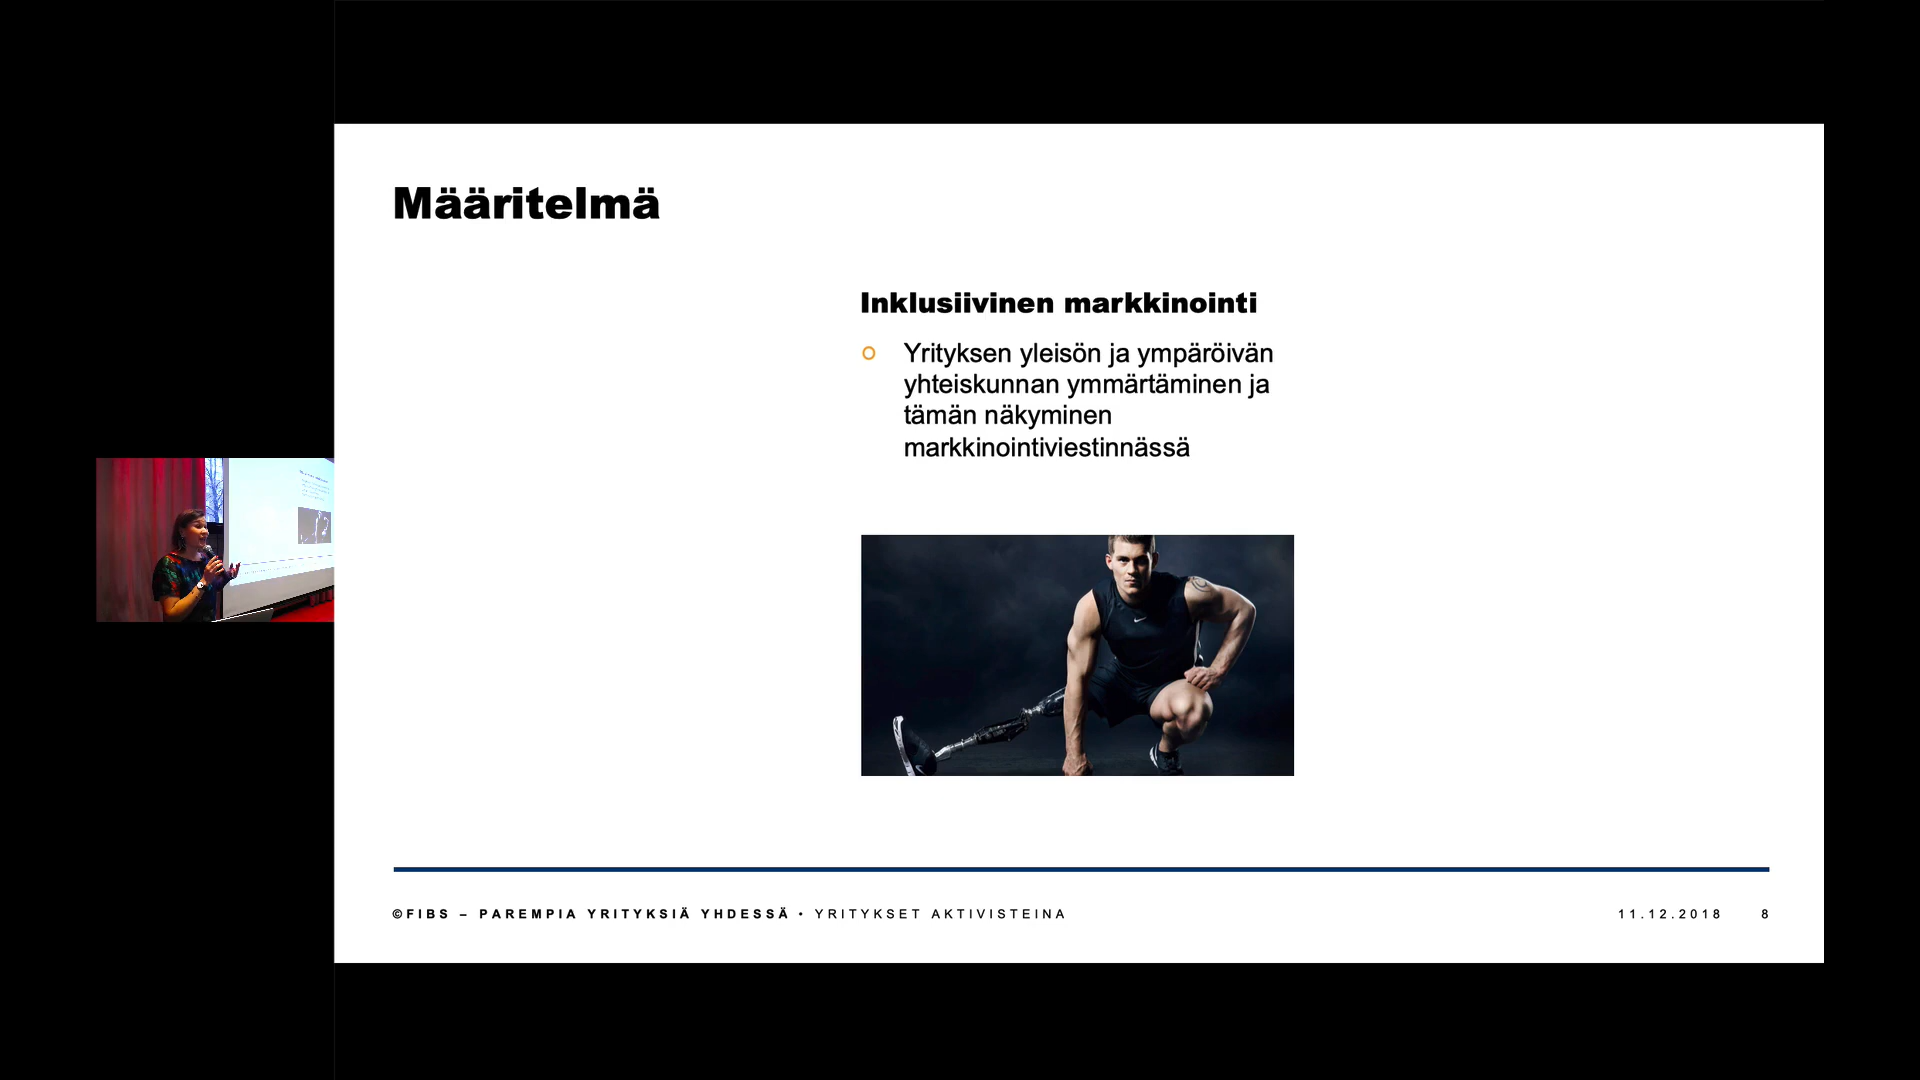 Määritelmä
Inklusiivinen markkinointi
Yrityksen yleisön ja ympäröivän
yhteiskunnan ymmärtäminen ja
tämän näkyminen
markkinointiviestinnässä
©FIBS – PAREMPIA YRITYKSIÄ YHDESSÄ • YRITYKSET AKTIVISTEINA
11.12.2018 8